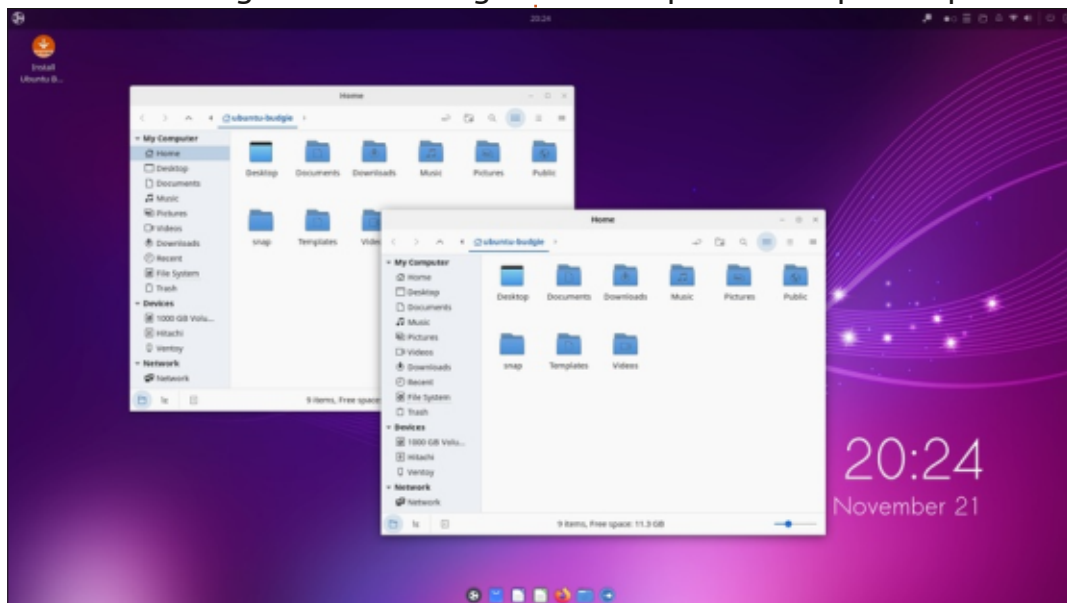 20:24
Install
Ubuntu B...
Home
ubuntu-budgie
My Computer
Home
Desktop
Documents
Music
Pictures
Videos
Downloads
Recent
File System
Trash
Devices
1000 GB Volu...
Hitachi
Ventoy
Network
Network
Desktop Documents Downloads Music Pictures Public
snap Templates
9 items, Free space
Home
ubuntu-budgie
My Computer
Home
Desktop
Documents
Music
Pictures
Videos
Downloads
Recent
File System
Trash
Devices
1000 GB Volu...
Hitachi
Ventoy
Network
Network
Desktop Documents Downloads Music Pictures Public
snap Templates Videos
9 items, Free space: 11.3 GB
20:24
November 21